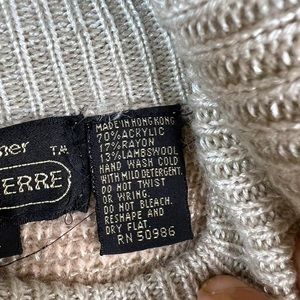 ner TM
ERRE
MADE IN HONG KONG
70% ACRYLIC
17% RAYON
13% LAMBSWOOL
HAND WASH COLD
WITH MILD DETERGENT.
DO NOT TWIST
OR WRING.
DO NOT BLEACH.
RESHAPE AND
DRY FLAT.
RN 50986